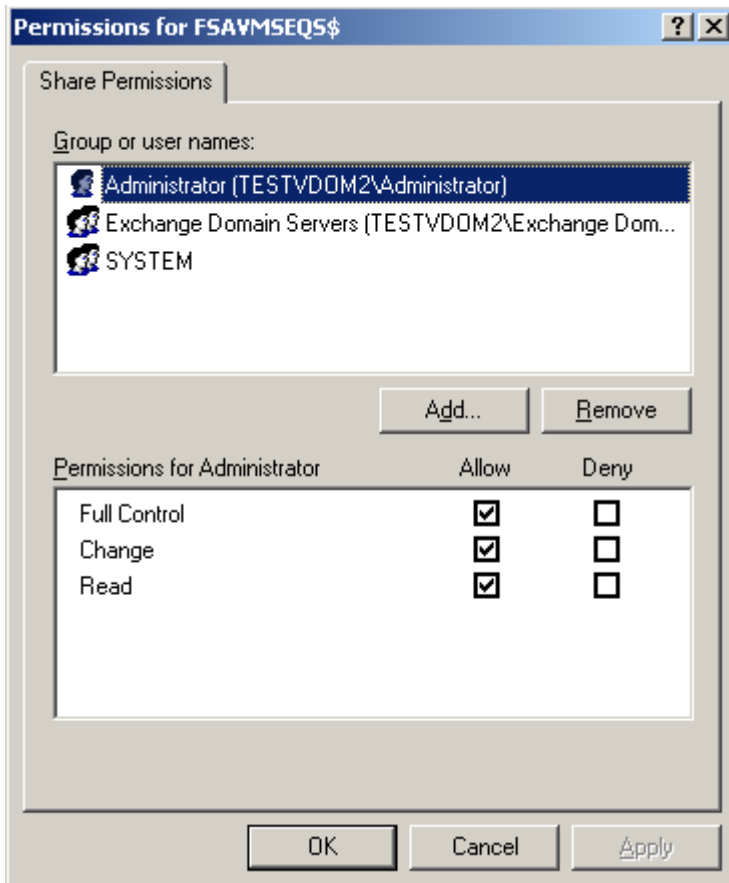 Permissions for FSAVMSEQS$
Share Permissions
Group or user names:
Administrator (TESTVDOM2\Administrator)
Exchange Domain Servers (TESTVDOM2\Exchange Dom...
SYSTEM
Add... Remove
Permissions for Administrator Allow Deny
Full Control
Change
Read
OK Cancel Apply